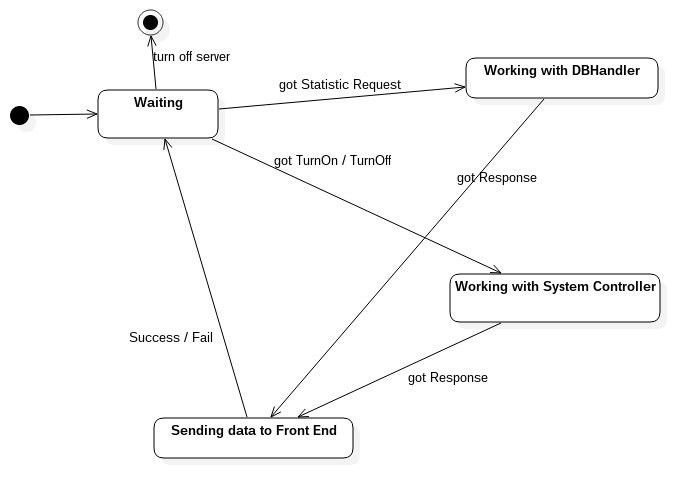 turn off server
Working with DBHandler
got Statistic Request
Waiting
got TurnOn / TurnOff
got Response
Working with System Controller
Success / Fail
got Response
Sending data to Front End